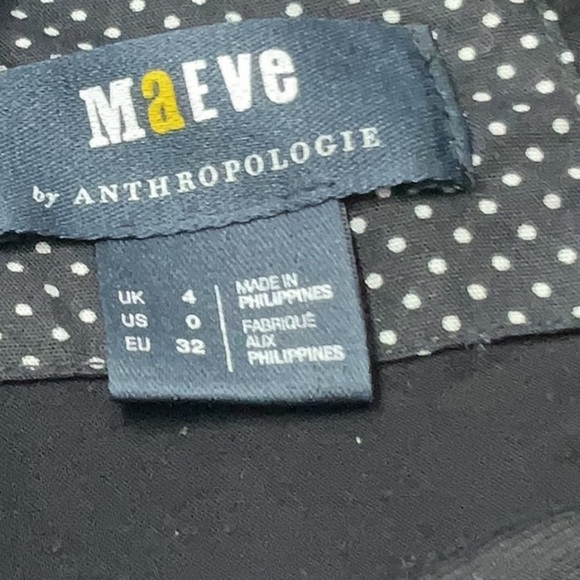 MaEVe
by ANTHROPOLOGIE
UK 4
US 0
EU 32
MADE IN
PHILIPPINES
FABRIQUÉ
AUX
PHILIPPINES